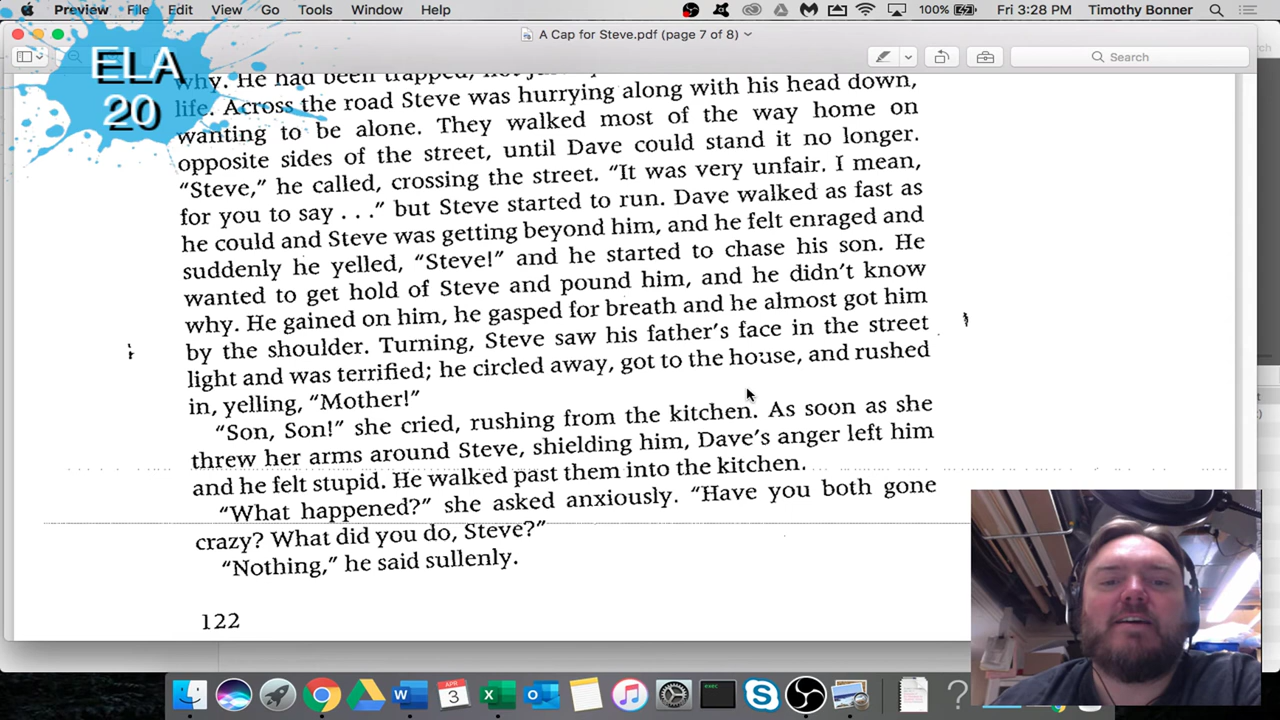 Preview File Edit View Go Tools Window Help 100% Fri 3:28 PM Timothy Bonner
A Cap for Steve.pdf (page 7 of 8)
Search
ELA
20
why. He had been trapped,
life. Across the road Steve was hurrying along with his head down,
wanting to be alone. They walked most of the way home on
opposite sides of the street, until Dave could stand it no longer.
“Steve,” he called, crossing the street. “It was very unfair. I mean,
for you to say . . .” but Steve started to run. Dave walked as fast as
he could and Steve was getting beyond him, and he felt enraged and
suddenly he yelled, “Steve!” and he started to chase his son. He
wanted to get hold of Steve and pound him, and he didn’t know
why. He gained on him, he gasped for breath and he almost got him
by the shoulder. Turning, Steve saw his father’s face in the street
light and was terrified; he circled away, got to the house, and rushed
in, yelling, “Mother!”
“Son, Son!” she cried, rushing from the kitchen. As soon as she
threw her arms around Steve, shielding him, Dave’s anger left him
and he felt stupid. He walked past them into the kitchen.
“What happened?” she asked anxiously. “Have you both gone
crazy? What did you do, Steve?”
“Nothing,” he said sullenly.
122
APR
3
exec